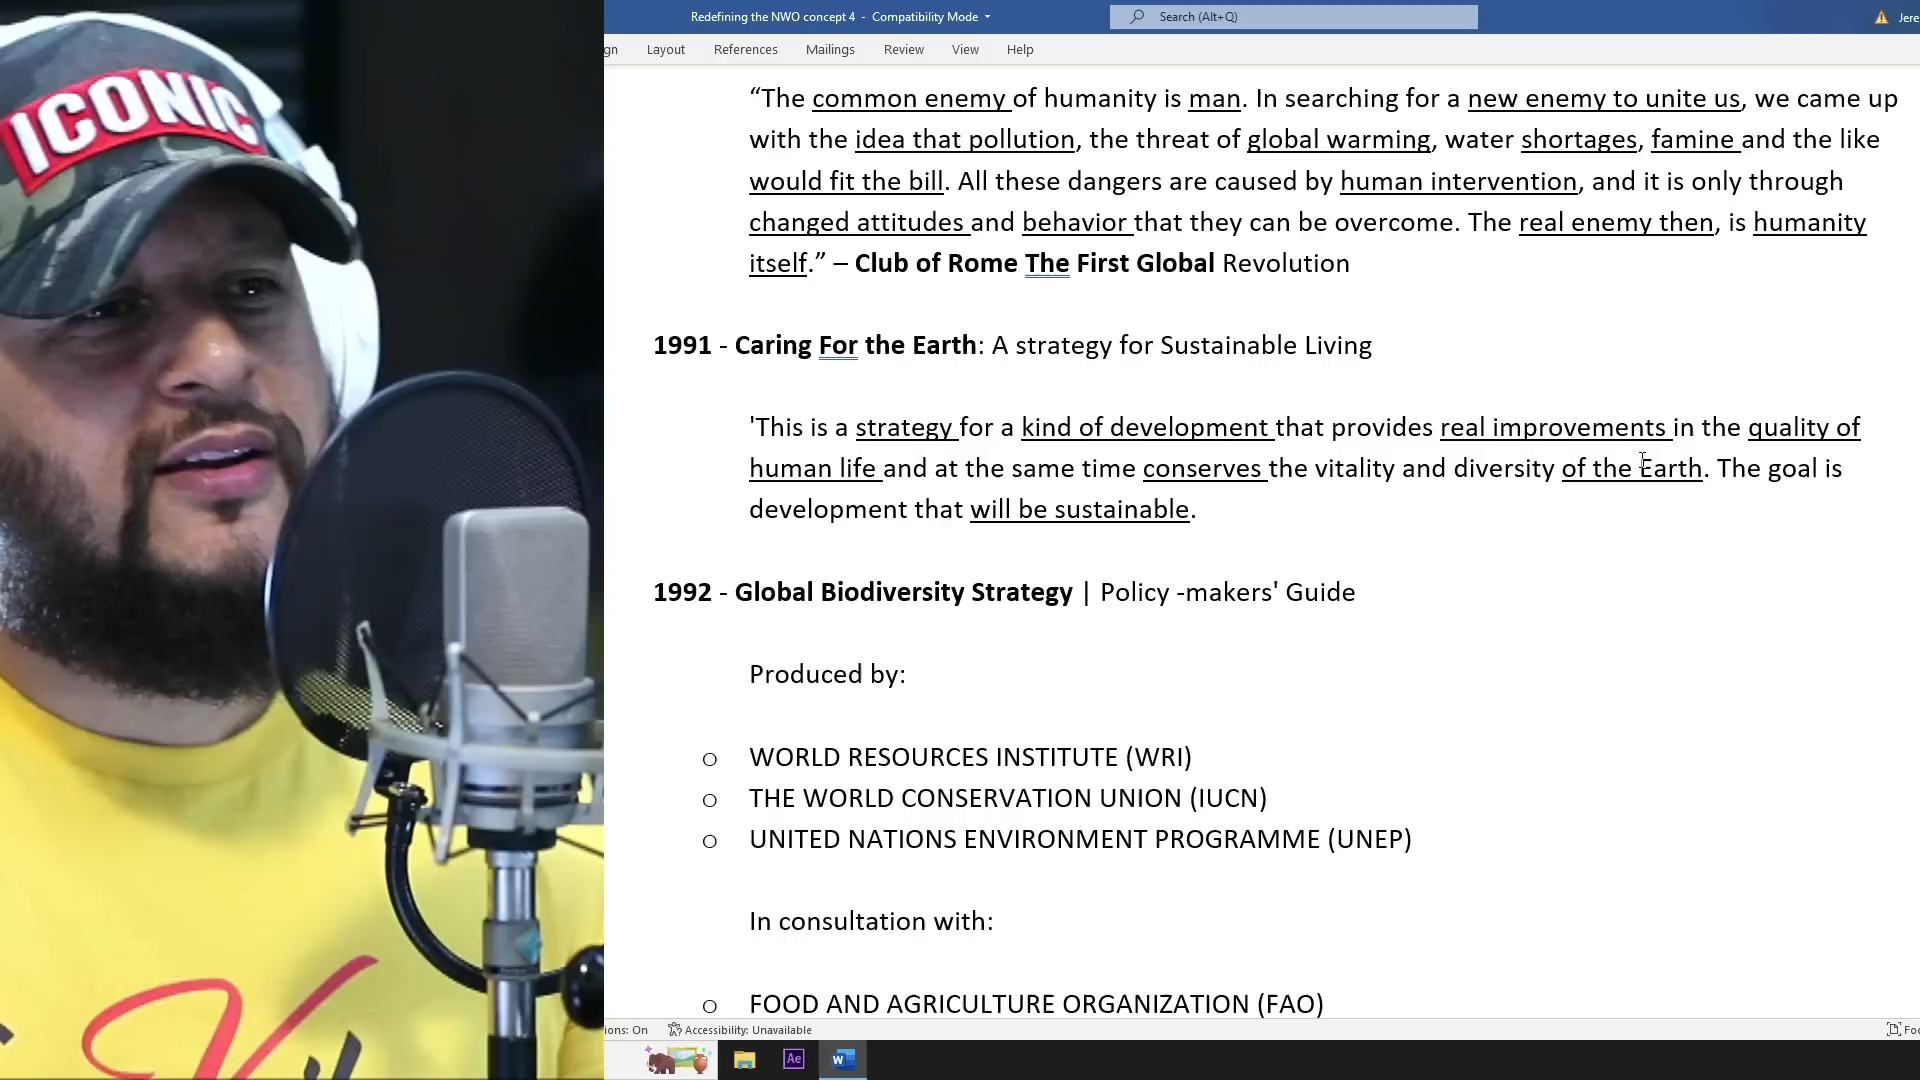 ICONIC
Redefining the NWO concept 4 - Compatibility Mode
Search (Alt+Q)
Jere
gn Layout References Mailings Review View Help
“The common enemy of humanity is man. In searching for a new enemy to unite us, we came up
with the idea that pollution, the threat of global warming, water shortages, famine and the like
would fit the bill. All these dangers are caused by human intervention, and it is only through
changed attitudes and behavior that they can be overcome. The real enemy then, is humanity
itself.” – Club of Rome The First Global Revolution
1991 - Caring For the Earth: A strategy for Sustainable Living
'This is a strategy for a kind of development that provides real improvements in the quality of
human life and at the same time conserves the vitality and diversity of the Earth. The goal is
development that will be sustainable.
1992 - Global Biodiversity Strategy | Policy -makers' Guide
Produced by:
o WORLD RESOURCES INSTITUTE (WRI)
o THE WORLD CONSERVATION UNION (IUCN)
o UNITED NATIONS ENVIRONMENT PROGRAMME (UNEP)
In consultation with:
o FOOD AND AGRICULTURE ORGANIZATION (FAO)
ions: On Accessibility: Unavailable
Foc
Ae
W